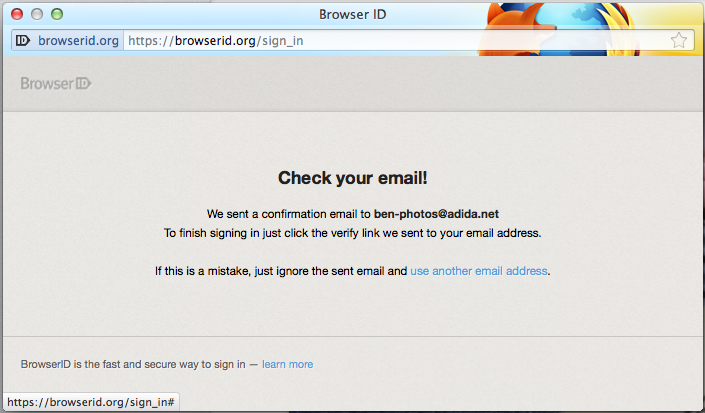 Browser ID
browserid.org https://browserid.org/sign_in
Browser ID
Check your email!
We sent a confirmation email to ben-photos@adida.net
To finish signing in just click the verify link we sent to your email address.
If this is a mistake, just ignore the sent email and use another email address.
BrowserID is the fast and secure way to sign in — learn more
https://browserid.org/sign_in#